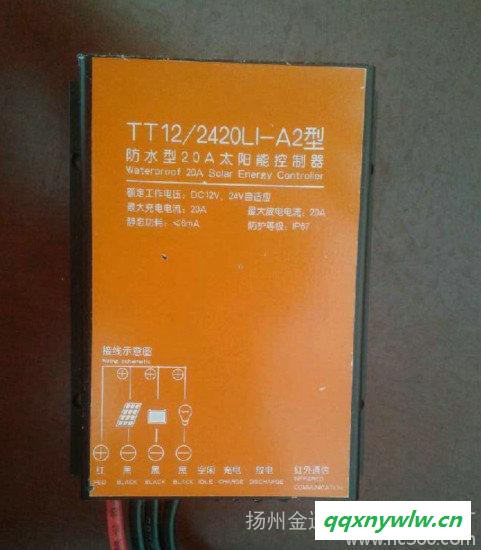 TT12/2420LI-A2型
防水型20A太阳能控制器
Waterproof 20A Solar Energy Controller
额定工作电压：DC12V、24V自适应
最大充电电流：20A 最大放电电流：20A
静态功耗：≤6mA 防护等级：IP67
接线示意图
Wiring schematic
红 黑 黑 黑 空闲 充电 放电 红外通信
RED BLACK BLACK BLACK IDLE CHARGE DISCHARGE INFRARED
COMMUNICATION
扬州金
qqxnywlw.cn